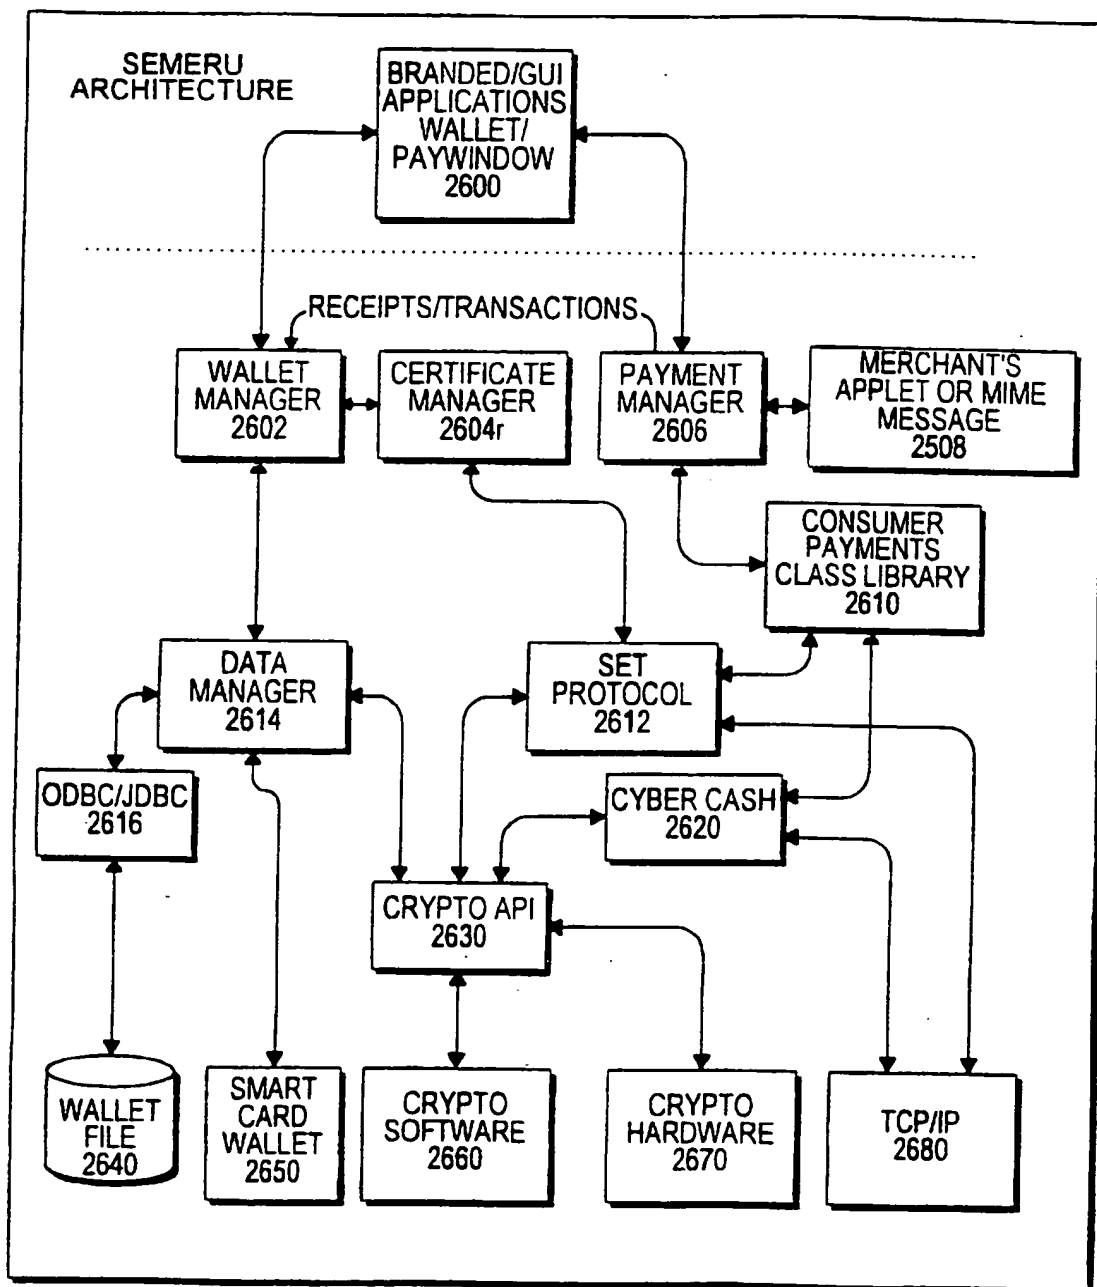 SEMERU
ARCHITECTURE
BRANDED/GUI
APPLICATIONS
WALLET/
PAYWINDOW
2600
RECEIPTS/TRANSACTIONS
WALLET
MANAGER
2602
CERTIFICATE
MANAGER
2604r
PAYMENT
MANAGER
2606
MERCHANT'S
APPLET OR MIME
MESSAGE
2508
CONSUMER
PAYMENTS
CLASS LIBRARY
2610
DATA
MANAGER
2614
SET
PROTOCOL
2612
ODBC/JDBC
2616
CYBER CASH
2620
CRYPTO API
2630
WALLET
FILE
2640
SMART
CARD
WALLET
2650
CRYPTO
SOFTWARE
2660
CRYPTO
HARDWARE
2670
TCP/IP
2680